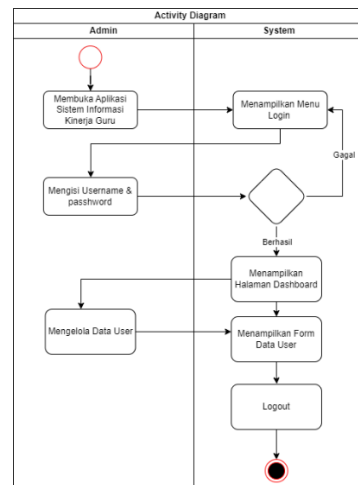 Activity Diagram
Admin
System
Membuka Aplikasi
Sistem Informasi
Kinerja Guru
Menampilkan Menu
Login
Gagal
Mengisi Username &
passhword
Berhasil
Menampilkan
Halaman Dashboard
Mengelola Data User
Menampilkan Form
Data User
Logout